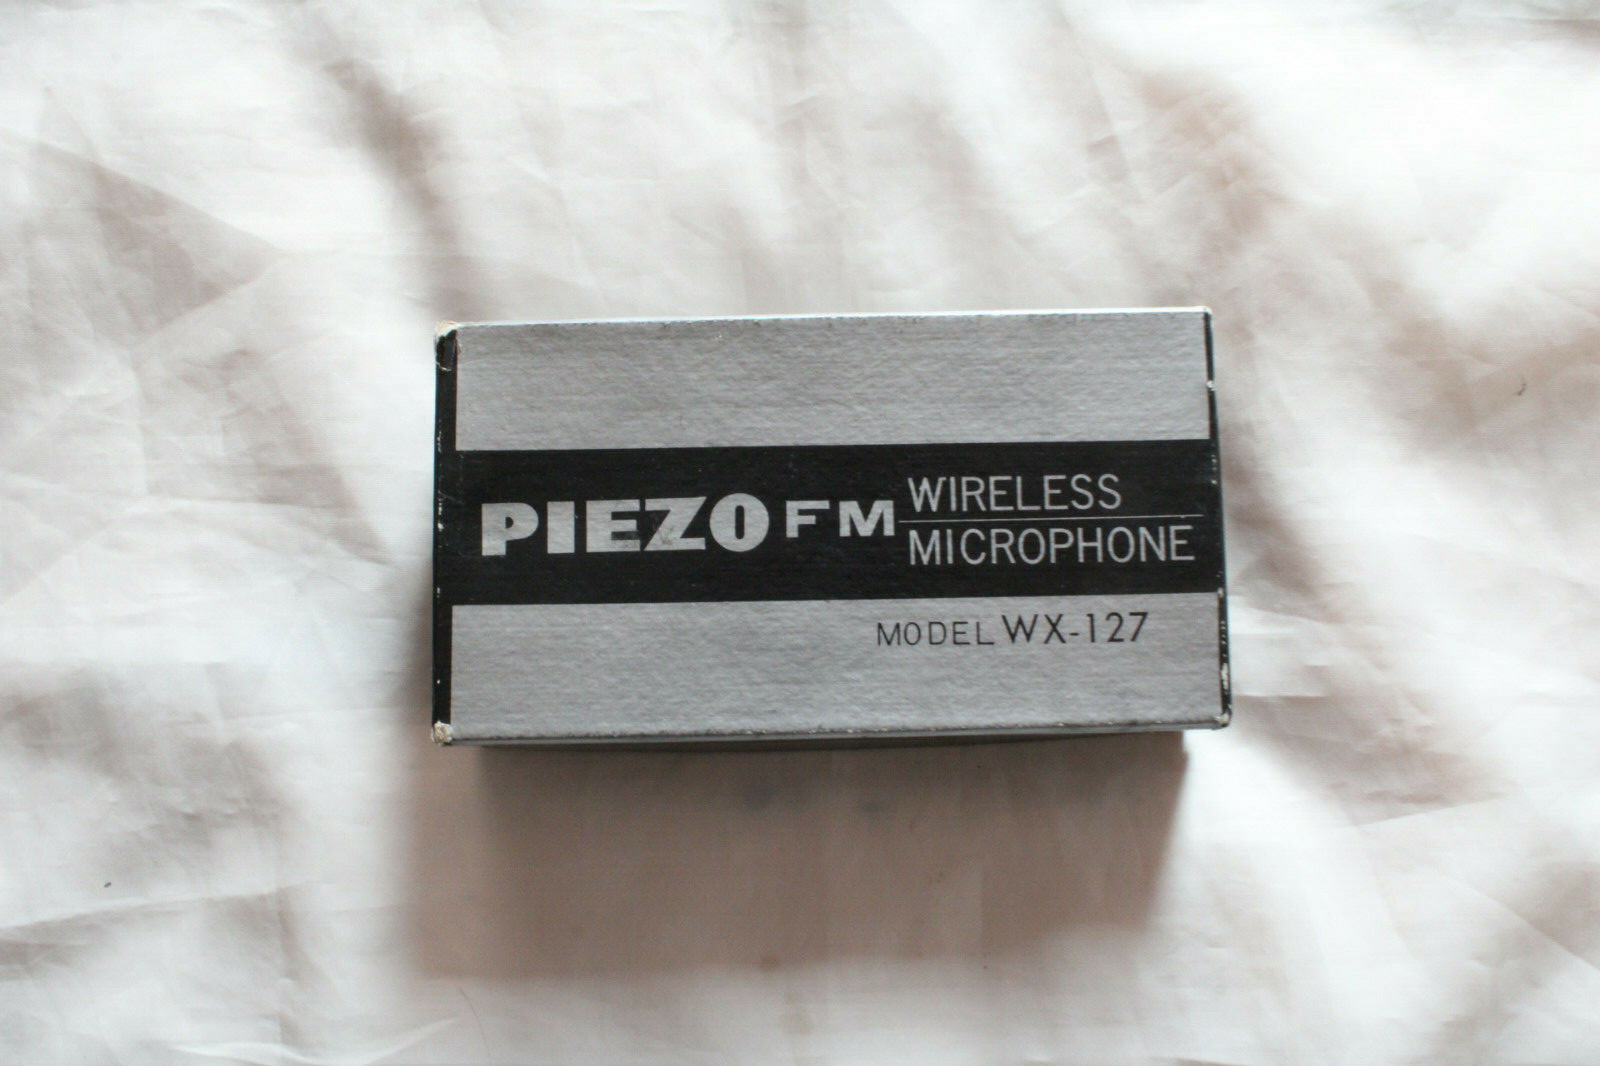 PIEZO FM WIRELESS
MICROPHONE
MODEL WX-127